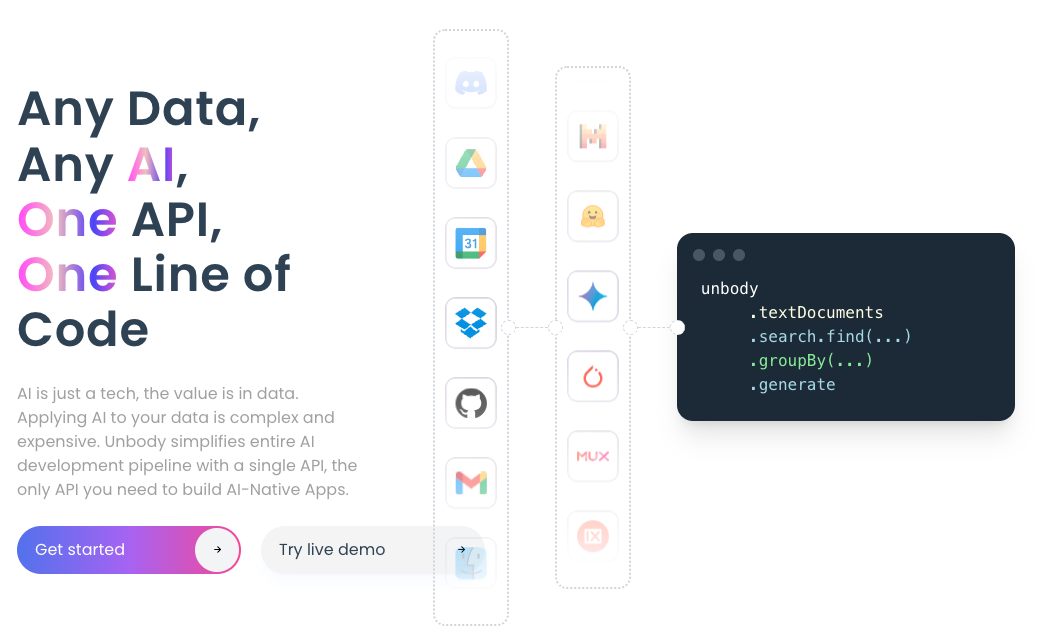 Any Data,
Any AI,
One API,
One Line of
Code
AI is just a tech, the value is in data.
Applying AI to your data is complex and
expensive. Unbody simplifies entire AI
development pipeline with a single API, the
only API you need to build AI-Native Apps.
Get started
Try live demo
31
MUX
IX
unbody
.textDocuments
.search.find(...)
.groupBy(...)
.generate